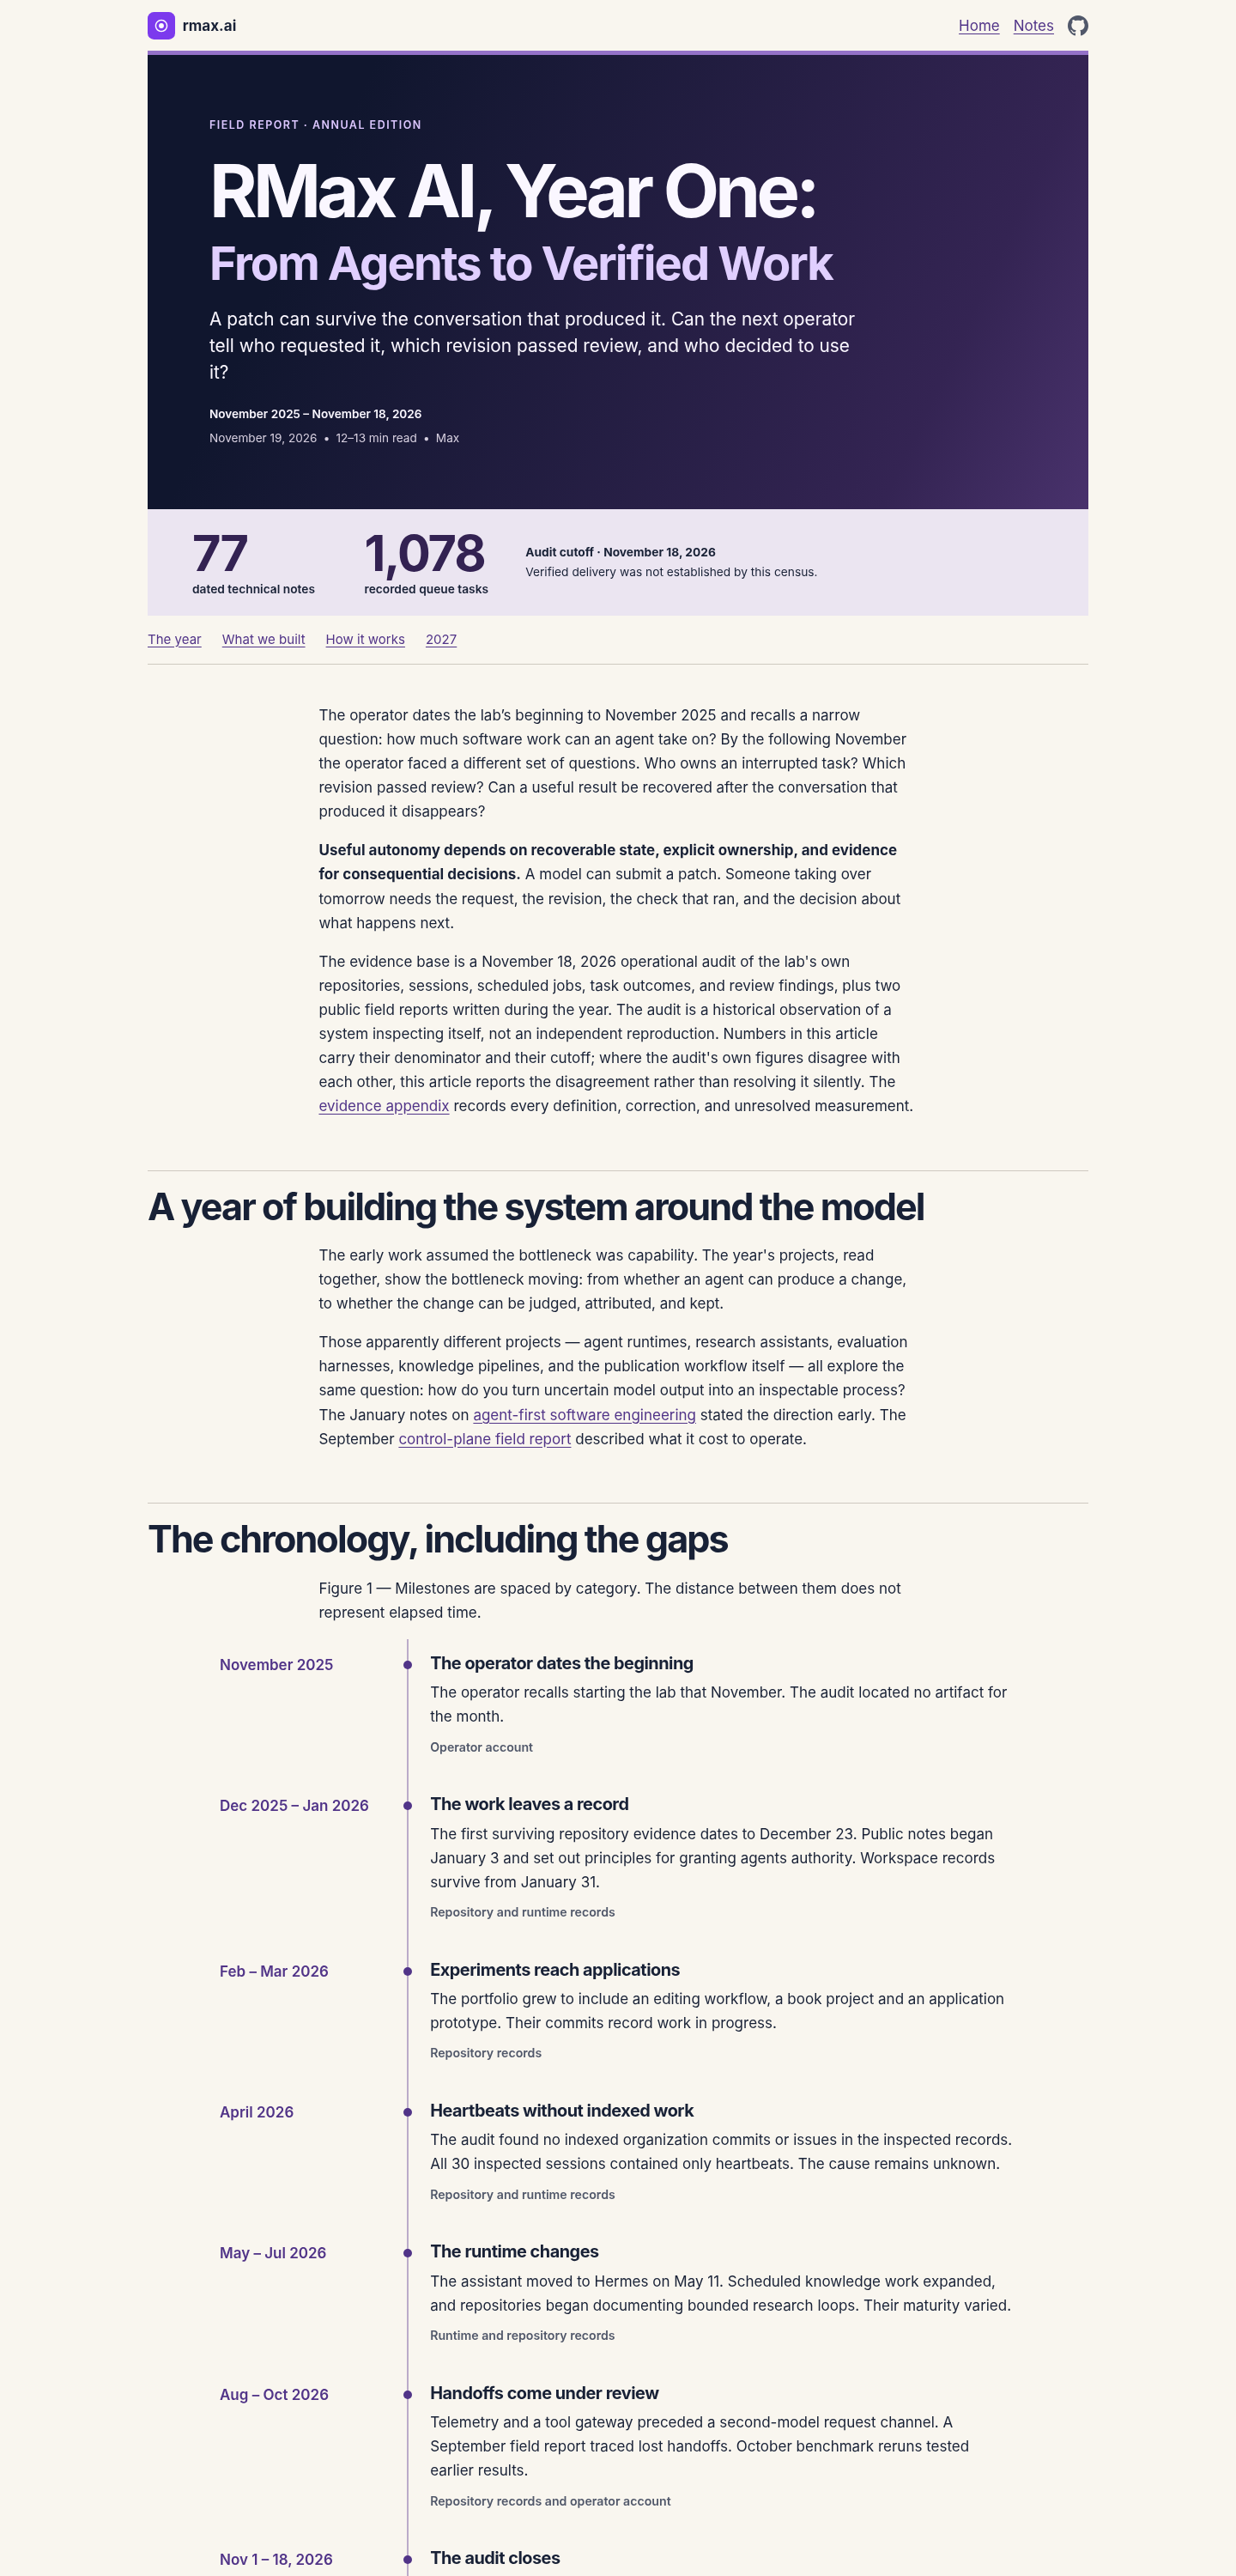 rmax.ai
Home Notes
FIELD REPORT · ANNUAL EDITION
RMax AI, Year One:
From Agents to Verified Work
A patch can survive the conversation that produced it. Can the next operator
tell who requested it, which revision passed review, and who decided to use
it?
November 2025 – November 18, 2026
November 19, 2026 • 12–13 min read • Max
77
dated technical notes
1,078
recorded queue tasks
Audit cutoff · November 18, 2026
Verified delivery was not established by this census.
The year What we built How it works 2027
The operator dates the lab’s beginning to November 2025 and recalls a narrow
question: how much software work can an agent take on? By the following November
the operator faced a different set of questions. Who owns an interrupted task? Which
revision passed review? Can a useful result be recovered after the conversation that
produced it disappears?
Useful autonomy depends on recoverable state, explicit ownership, and evidence
for consequential decisions. A model can submit a patch. Someone taking over
tomorrow needs the request, the revision, the check that ran, and the decision about
what happens next.
The evidence base is a November 18, 2026 operational audit of the lab's own
repositories, sessions, scheduled jobs, task outcomes, and review findings, plus two
public field reports written during the year. The audit is a historical observation of a
system inspecting itself, not an independent reproduction. Numbers in this article
carry their denominator and their cutoff; where the audit's own figures disagree with
each other, this article reports the disagreement rather than resolving it silently. The
evidence appendix records every definition, correction, and unresolved measurement.
A year of building the system around the model
The early work assumed the bottleneck was capability. The year's projects, read
together, show the bottleneck moving: from whether an agent can produce a change,
to whether the change can be judged, attributed, and kept.
Those apparently different projects — agent runtimes, research assistants, evaluation
harnesses, knowledge pipelines, and the publication workflow itself — all explore the
same question: how do you turn uncertain model output into an inspectable process?
The January notes on agent-first software engineering stated the direction early. The
September control-plane field report described what it cost to operate.
The chronology, including the gaps
Figure 1 — Milestones are spaced by category. The distance between them does not
represent elapsed time.
November 2025
The operator dates the beginning
The operator recalls starting the lab that November. The audit located no artifact for
the month.
Operator account
Dec 2025 – Jan 2026
The work leaves a record
The first surviving repository evidence dates to December 23. Public notes began
January 3 and set out principles for granting agents authority. Workspace records
survive from January 31.
Repository and runtime records
Feb – Mar 2026
Experiments reach applications
The portfolio grew to include an editing workflow, a book project and an application
prototype. Their commits record work in progress.
Repository records
April 2026
Heartbeats without indexed work
The audit found no indexed organization commits or issues in the inspected records.
All 30 inspected sessions contained only heartbeats. The cause remains unknown.
Repository and runtime records
May – Jul 2026
The runtime changes
The assistant moved to Hermes on May 11. Scheduled knowledge work expanded,
and repositories began documenting bounded research loops. Their maturity varied.
Runtime and repository records
Aug – Oct 2026
Handoffs come under review
Telemetry and a tool gateway preceded a second-model request channel. A
September field report traced lost handoffs. October benchmark reruns tested
earlier results.
Repository records and operator account
Nov 1 – 18, 2026
The audit closes